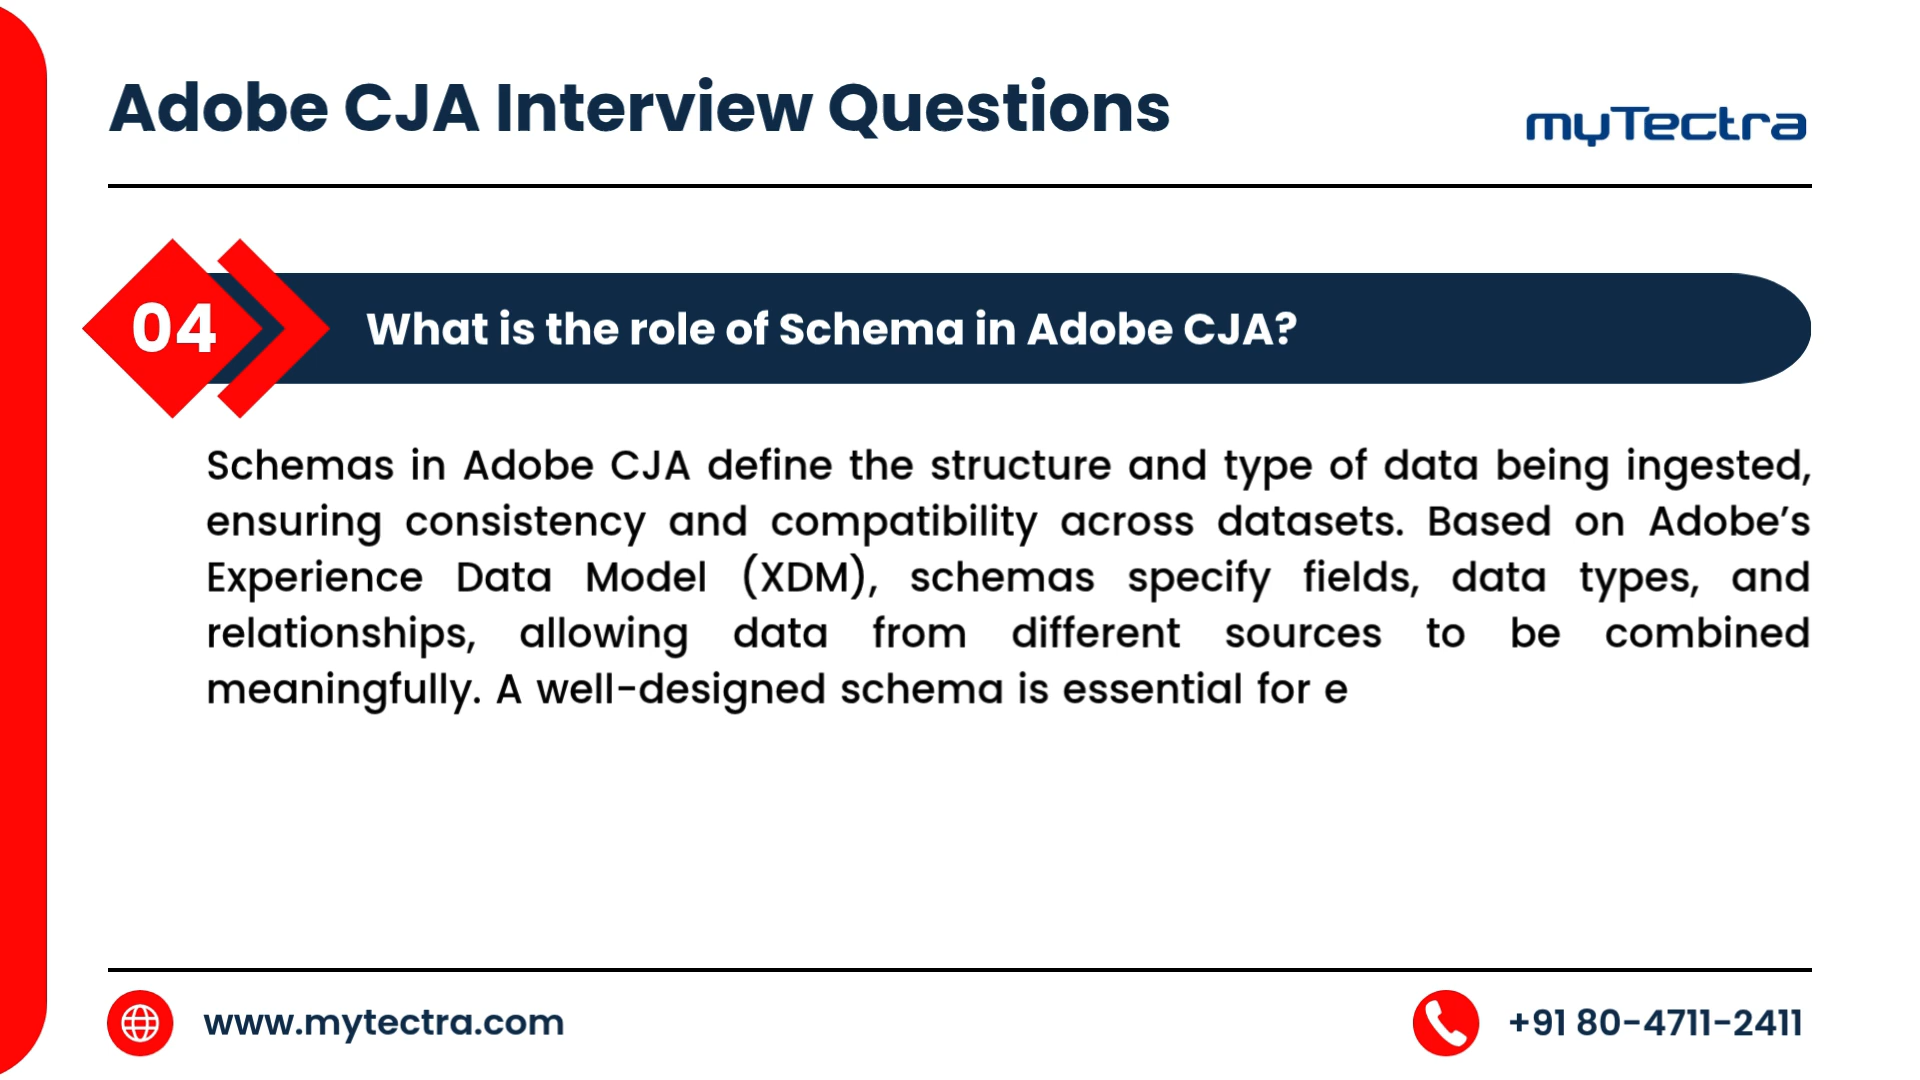 Adobe CJA Interview Questions
myTectra
04
What is the role of Schema in Adobe CJA?
Schemas in Adobe CJA define the structure and type of data being ingested,
ensuring consistency and compatibility across datasets. Based on Adobe’s
Experience Data Model (XDM), schemas specify fields, data types, and
relationships, allowing data from different sources to be combined
meaningfully. A well-designed schema is essential for e
www.mytectra.com
+91 80-4711-2411